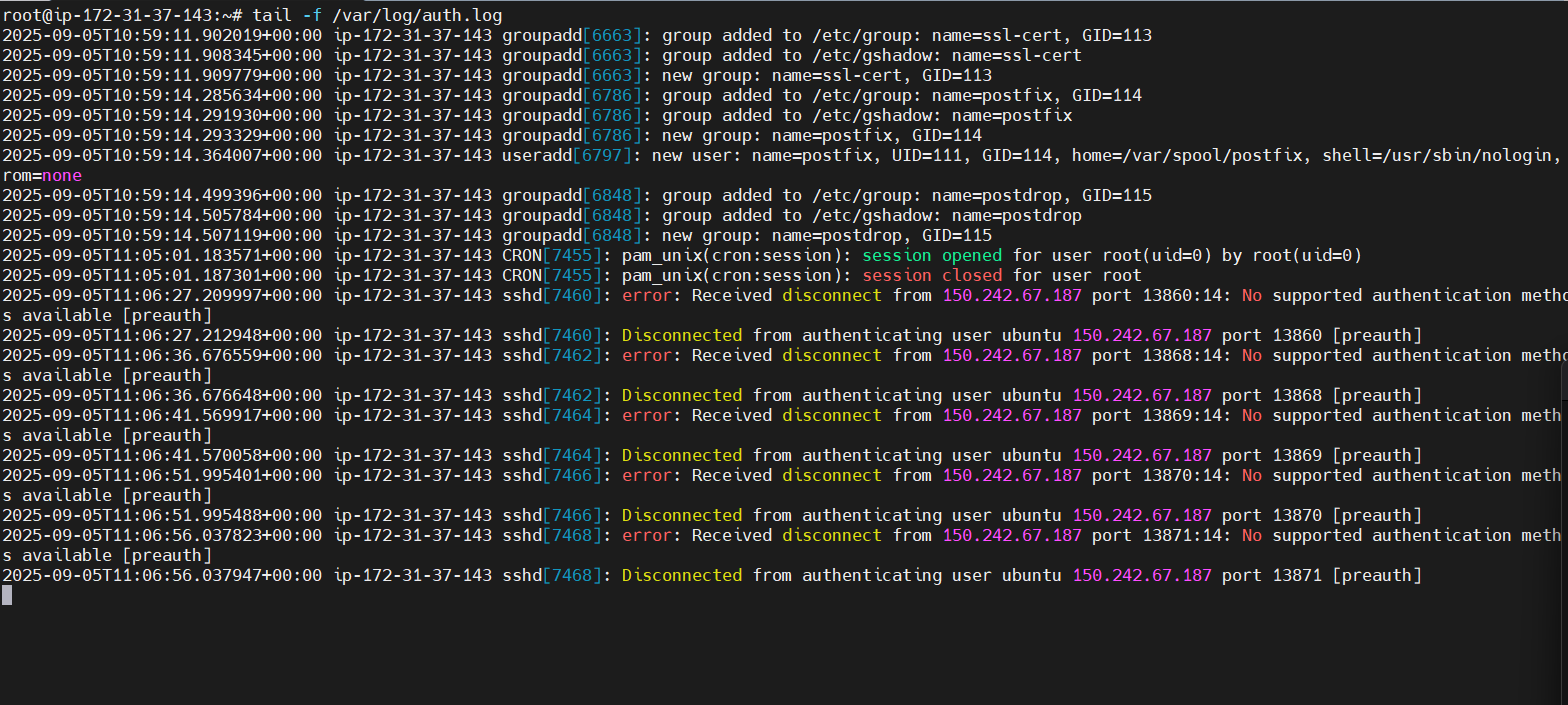 root@ip-172-31-37-143:~# tail -f /var/log/auth.log
2025-09-05T10:59:11.902019+00:00 ip-172-31-37-143 groupadd[6663]: group added to /etc/group: name=ssl-cert, GID=113
2025-09-05T10:59:11.908345+00:00 ip-172-31-37-143 groupadd[6663]: group added to /etc/gshadow: name=ssl-cert
2025-09-05T10:59:11.909779+00:00 ip-172-31-37-143 groupadd[6663]: new group: name=ssl-cert, GID=113
2025-09-05T10:59:14.285634+00:00 ip-172-31-37-143 groupadd[6786]: group added to /etc/group: name=postfix, GID=114
2025-09-05T10:59:14.291930+00:00 ip-172-31-37-143 groupadd[6786]: group added to /etc/gshadow: name=postfix
2025-09-05T10:59:14.293329+00:00 ip-172-31-37-143 groupadd[6786]: new group: name=postfix, GID=114
2025-09-05T10:59:14.364007+00:00 ip-172-31-37-143 useradd[6797]: new user: name=postfix, UID=111, GID=114, home=/var/spool/postfix, shell=/usr/sbin/nologin,
rom=none
2025-09-05T10:59:14.499396+00:00 ip-172-31-37-143 groupadd[6848]: group added to /etc/group: name=postdrop, GID=115
2025-09-05T10:59:14.505784+00:00 ip-172-31-37-143 groupadd[6848]: group added to /etc/gshadow: name=postdrop
2025-09-05T10:59:14.507119+00:00 ip-172-31-37-143 groupadd[6848]: new group: name=postdrop, GID=115
2025-09-05T11:05:01.183571+00:00 ip-172-31-37-143 CRON[7455]: pam_unix(cron:session): session opened for user root(uid=0) by root(uid=0)
2025-09-05T11:05:01.187301+00:00 ip-172-31-37-143 CRON[7455]: pam_unix(cron:session): session closed for user root
2025-09-05T11:06:27.209997+00:00 ip-172-31-37-143 sshd[7460]: error: Received disconnect from 150.242.67.187 port 13860:14: No supported authentication metho
s available [preauth]
2025-09-05T11:06:27.212948+00:00 ip-172-31-37-143 sshd[7460]: Disconnected from authenticating user ubuntu 150.242.67.187 port 13860 [preauth]
2025-09-05T11:06:36.676559+00:00 ip-172-31-37-143 sshd[7462]: error: Received disconnect from 150.242.67.187 port 13868:14: No supported authentication metho
s available [preauth]
2025-09-05T11:06:36.676648+00:00 ip-172-31-37-143 sshd[7462]: Disconnected from authenticating user ubuntu 150.242.67.187 port 13868 [preauth]
2025-09-05T11:06:41.569917+00:00 ip-172-31-37-143 sshd[7464]: error: Received disconnect from 150.242.67.187 port 13869:14: No supported authentication meth
s available [preauth]
2025-09-05T11:06:41.570058+00:00 ip-172-31-37-143 sshd[7464]: Disconnected from authenticating user ubuntu 150.242.67.187 port 13869 [preauth]
2025-09-05T11:06:51.995401+00:00 ip-172-31-37-143 sshd[7466]: error: Received disconnect from 150.242.67.187 port 13870:14: No supported authentication meth
s available [preauth]
2025-09-05T11:06:51.995488+00:00 ip-172-31-37-143 sshd[7466]: Disconnected from authenticating user ubuntu 150.242.67.187 port 13870 [preauth]
2025-09-05T11:06:56.037823+00:00 ip-172-31-37-143 sshd[7468]: error: Received disconnect from 150.242.67.187 port 13871:14: No supported authentication meth
s available [preauth]
2025-09-05T11:06:56.037947+00:00 ip-172-31-37-143 sshd[7468]: Disconnected from authenticating user ubuntu 150.242.67.187 port 13871 [preauth]